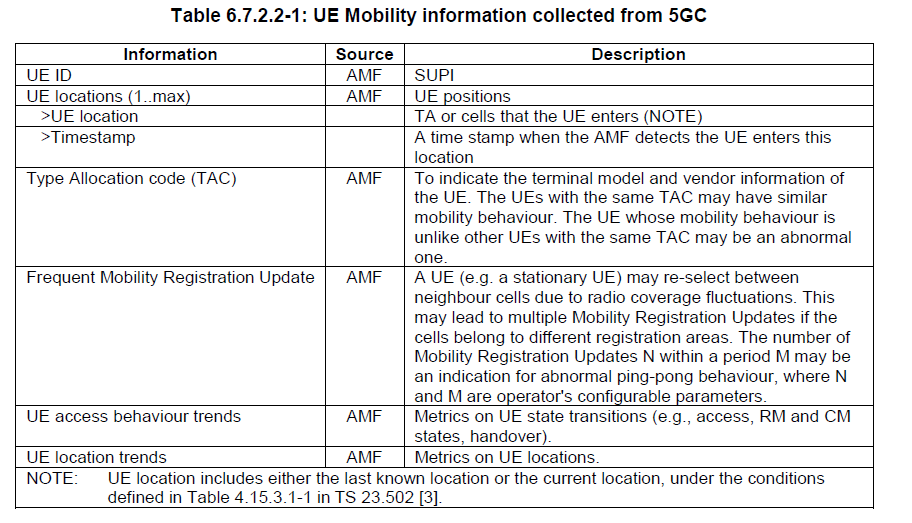 Table 6.7.2.2-1: UE Mobility information collected from 5GC
Information Source Description
UE ID AMF SUPI
UE locations (1..max) AMF UE positions
>UE location TA or cells that the UE enters (NOTE)
>Timestamp A time stamp when the AMF detects the UE enters this
location
Type Allocation code (TAC) AMF To indicate the terminal model and vendor information of
the UE. The UEs with the same TAC may have similar
mobility behaviour. The UE whose mobility behaviour is
unlike other UEs with the same TAC may be an abnormal
one.
Frequent Mobility Registration Update AMF A UE (e.g. a stationary UE) may re-select between
neighbour cells due to radio coverage fluctuations. This
may lead to multiple Mobility Registration Updates if the
cells belong to different registration areas. The number of
Mobility Registration Updates N within a period M may be
an indication for abnormal ping-pong behaviour, where N
and M are operator's configurable parameters.
UE access behaviour trends AMF Metrics on UE state transitions (e.g., access, RM and CM
states, handover).
UE location trends AMF Metrics on UE locations.
NOTE: UE location includes either the last known location or the current location, under the conditions
defined in Table 4.15.3.1-1 in TS 23.502 [3].